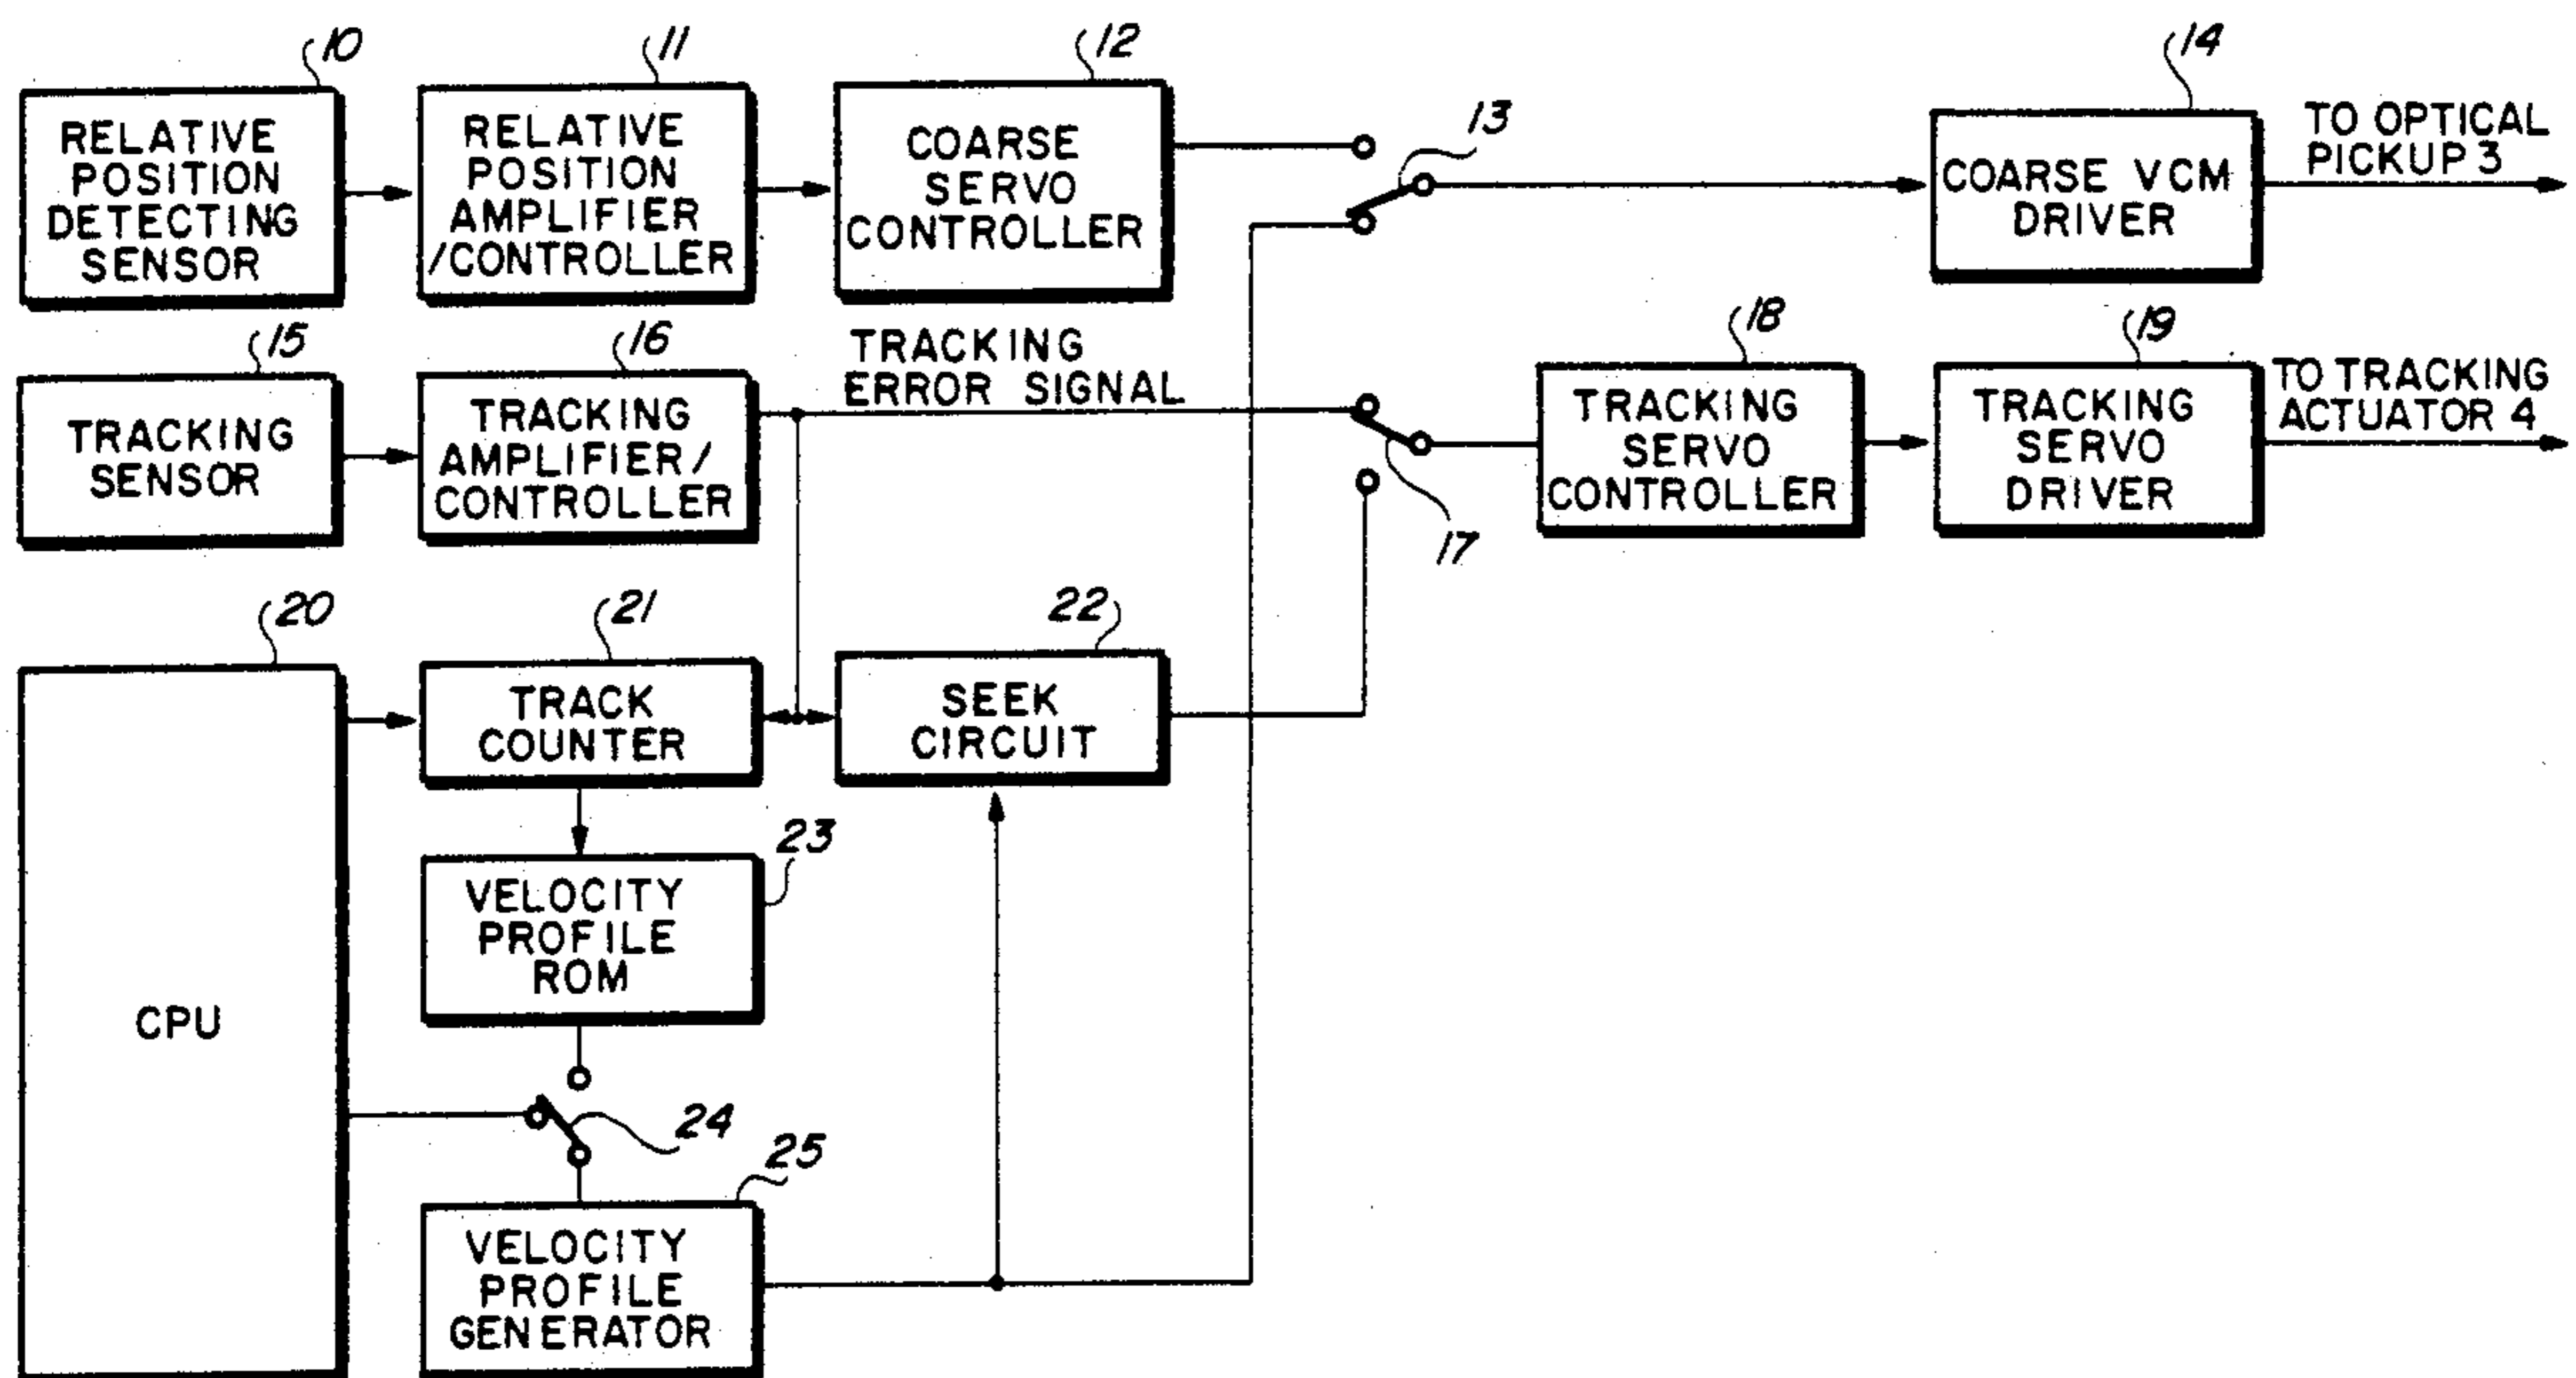 10
RELATIVE
POSITION
DETECTING
SENSOR
11
RELATIVE
POSITION
AMPLIFIER
/CONTROLLER
12
COARSE
SERVO
CONTROLLER
13
14
COARSE VCM
DRIVER
TO OPTICAL
PICKUP 3
15
TRACKING
SENSOR
16
TRACKING
AMPLIFIER/
CONTROLLER
TRACKING
ERROR SIGNAL
17
18
TRACKING
SERVO
CONTROLLER
19
TRACKING
SERVO
DRIVER
TO TRACKING
ACTUATOR 4
20
CPU
21
TRACK
COUNTER
22
SEEK
CIRCUIT
23
VELOCITY
PROFILE
ROM
24
25
VELOCITY
PROFILE
GENERATOR